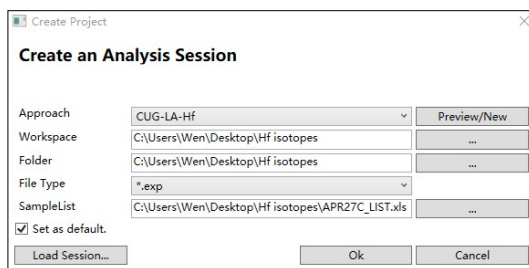 Create Project
Create an Analysis Session
Approach CUG-LA-Hf Preview/New
Workspace C:\Users\Wen\Desktop\Hf isotopes ...
Folder C:\Users\Wen\Desktop\Hf isotopes ...
File Type *.exp
SampleList C:\Users\Wen\Desktop\Hf isotopes\APR27C_LIST.xls ...
Set as default.
Load Session... Ok Cancel